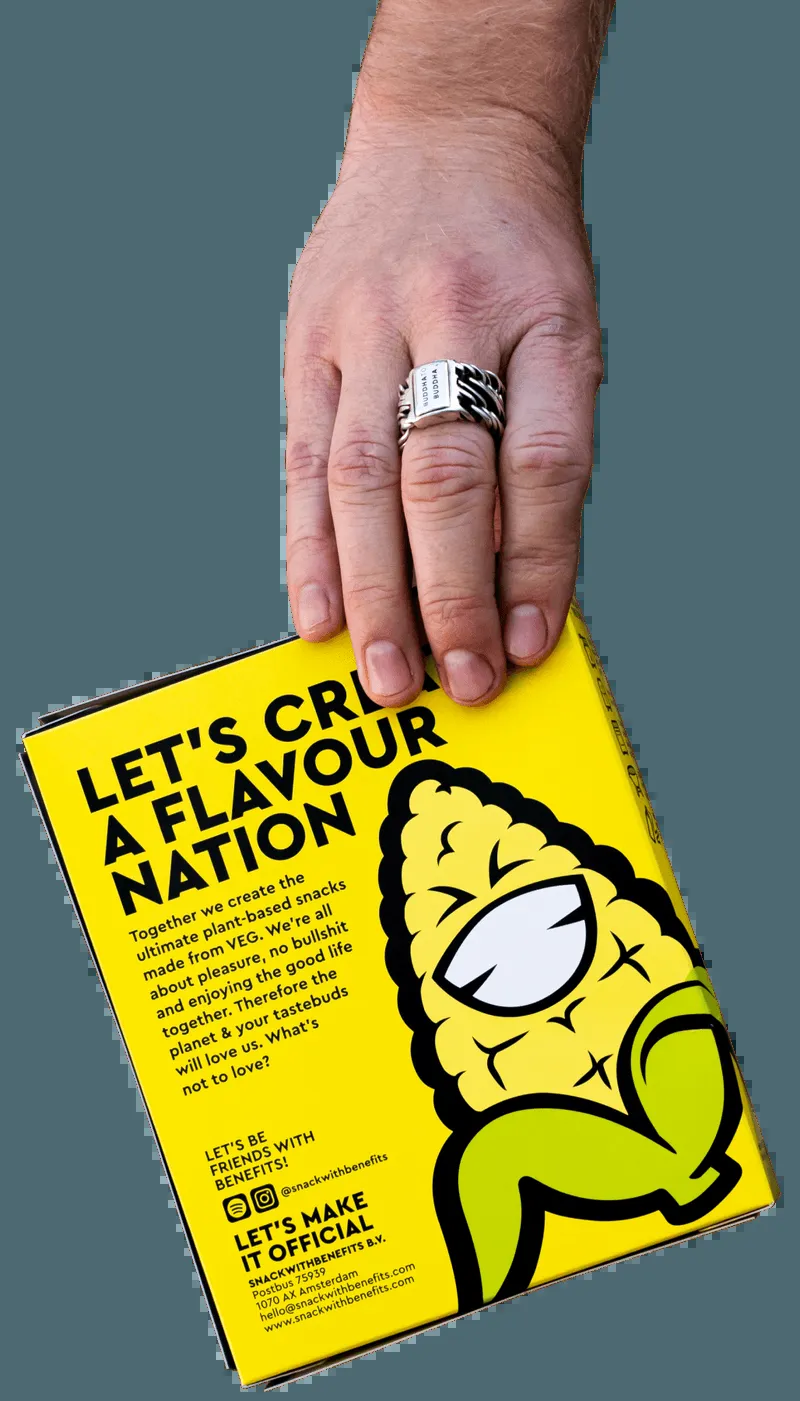 BUDDHA TO
BUDDHA
LET'S CREA
A FLAVOUR
NATION
Together we create the
ultimate plant-based snacks
made from VEG. We're all
about pleasure, no bullshit
and enjoying the good life
together. Therefore the
planet & your tastebuds
will love us. What's
not to love?
LET'S BE
FRIENDS WITH
BENEFITS!
@snackwithbenefits
LET'S MAKE
IT OFFICIAL
SNACKWITHBENEFITS B.V.
Postbus 75939
1070 AX Amsterdam
hello@snackwithbenefits.com
www.snackwithbenefits.com